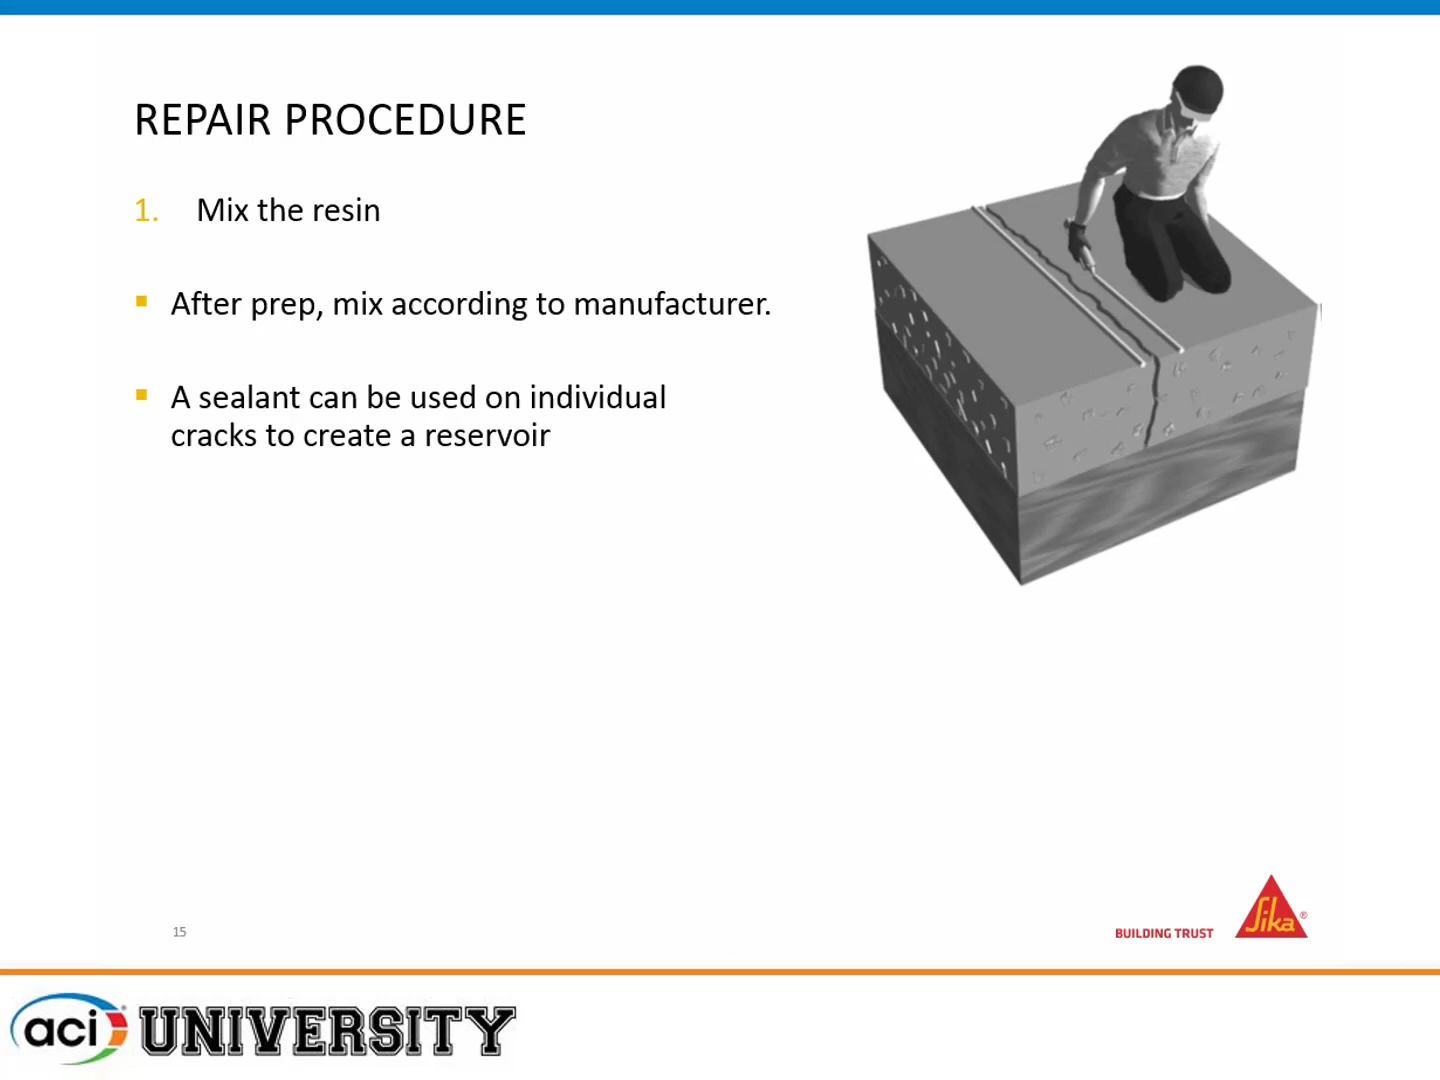 REPAIR PROCEDURE
1. Mix the resin
▪ After prep, mix according to manufacturer.
▪ A sealant can be used on individual
cracks to create a reservoir
15
BUILDING TRUST
Sika®
aci UNIVERSITY